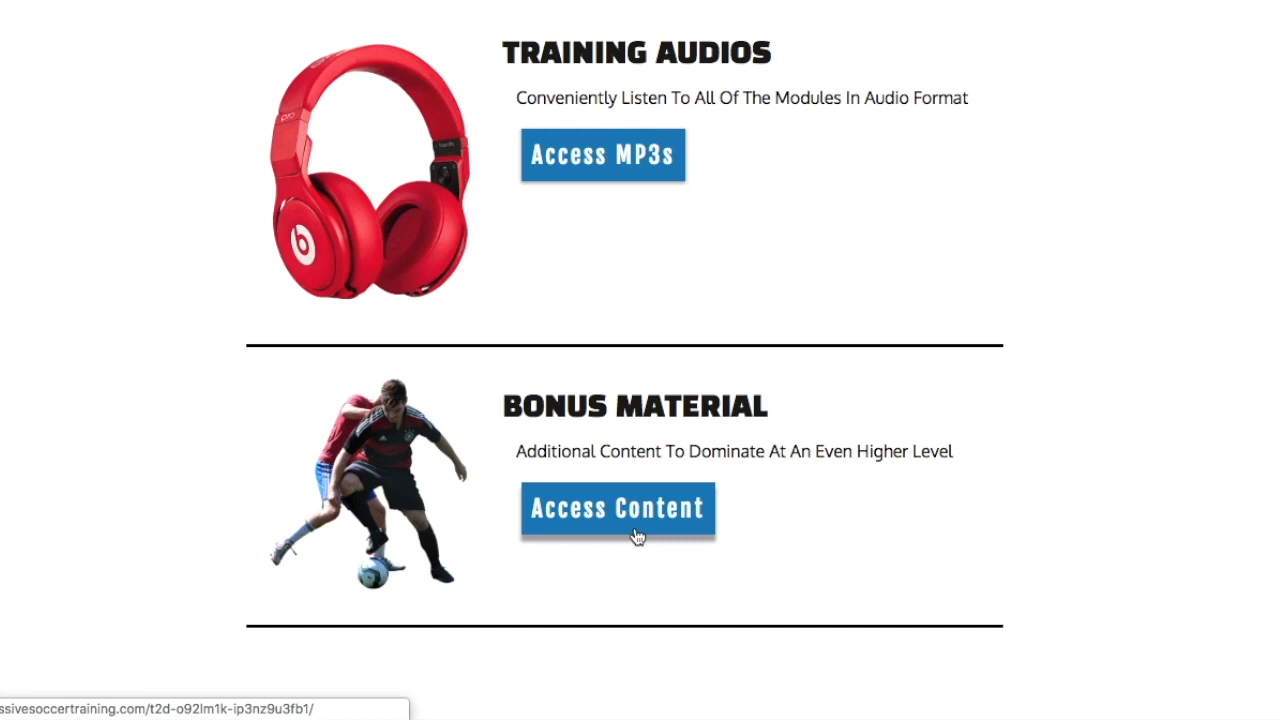 TRAINING AUDIOS
Conveniently Listen To All Of The Modules In Audio Format
Access MP3s
b
BONUS MATERIAL
Additional Content To Dominate At An Even Higher Level
Access Content
ssivesoccertraining.com/t2d-o92lm1k-ip3nz9u3fb1/